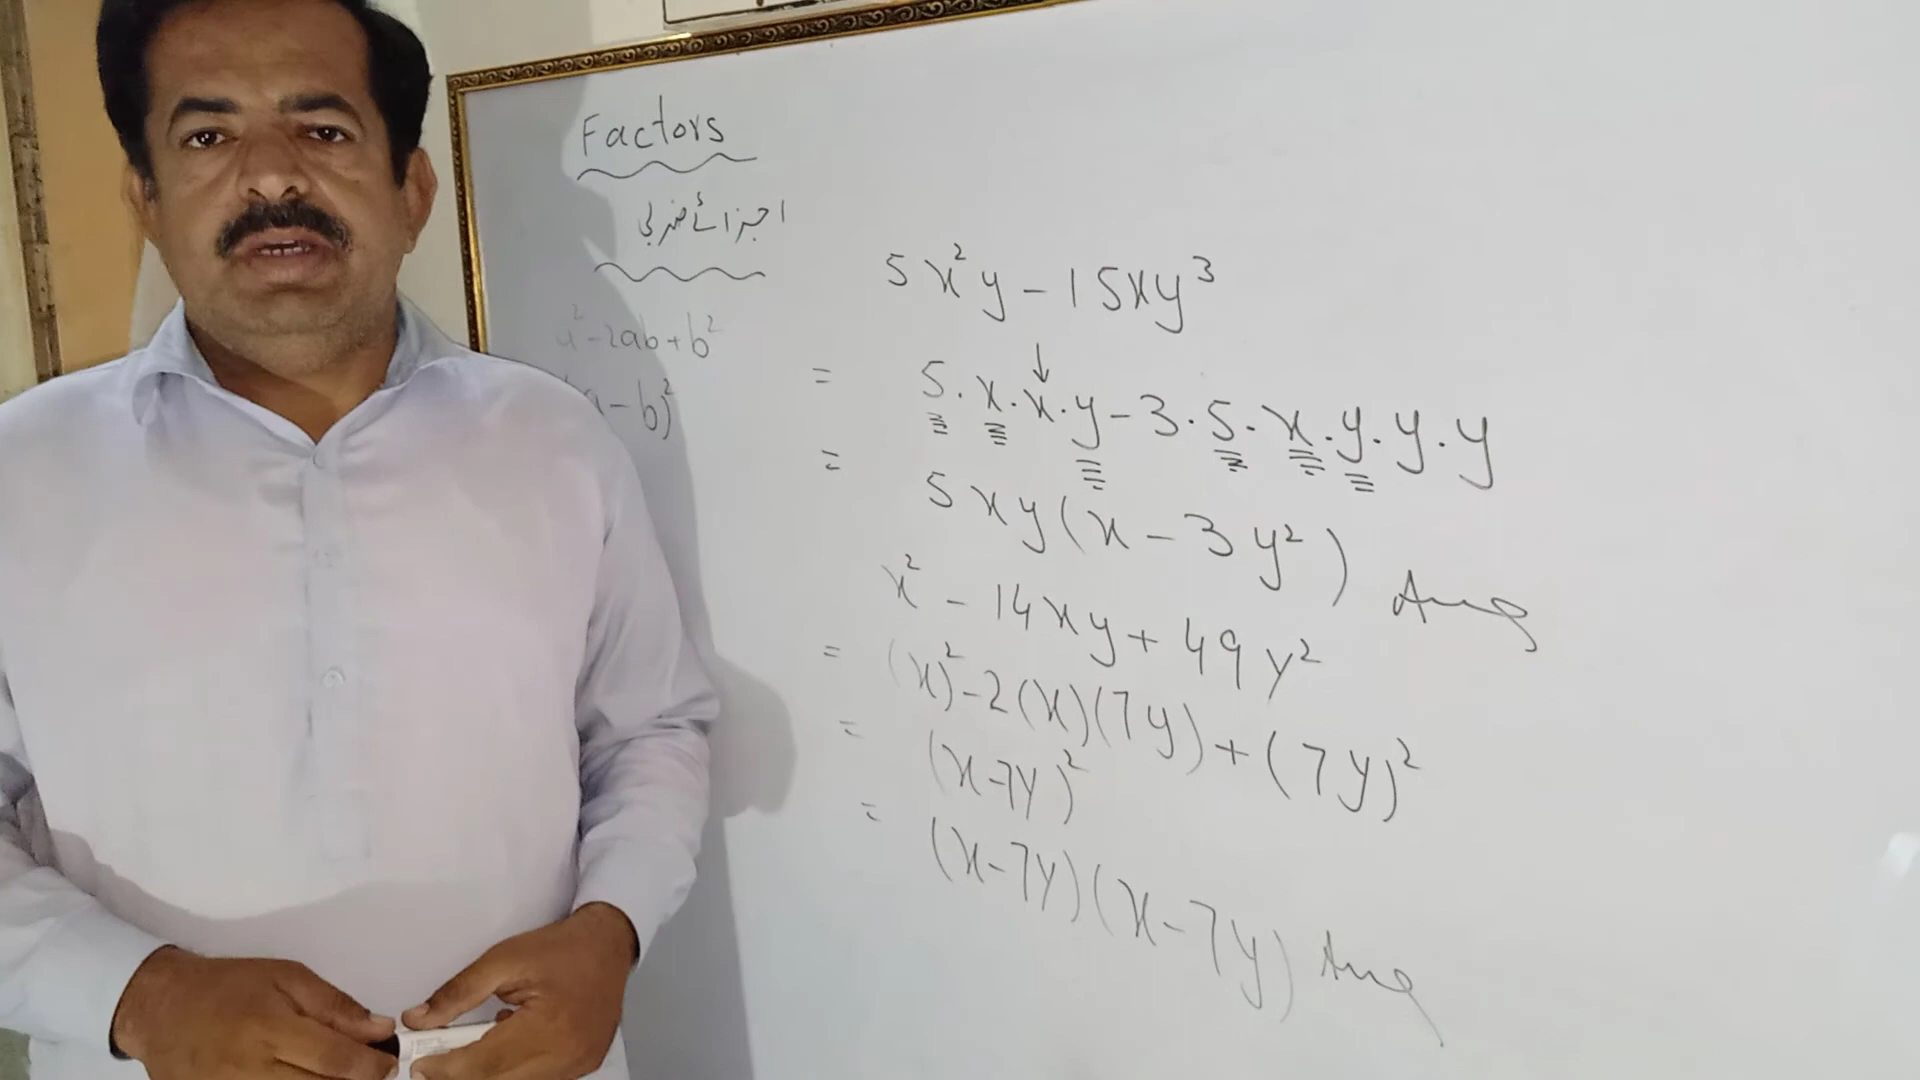 Factors
اجزائے ضربی
a²-2ab+b²
(a-b)²
5x²y-15xy³
↓
= 5.x.x.y-3.5.x.y.y.y
= 5xy(x-3y²) Ans
x²-14xy+49y²
= (x)²-2(x)(7y)+(7y)²
= (x-7y)²
= (x-7y)(x-7y) Ans